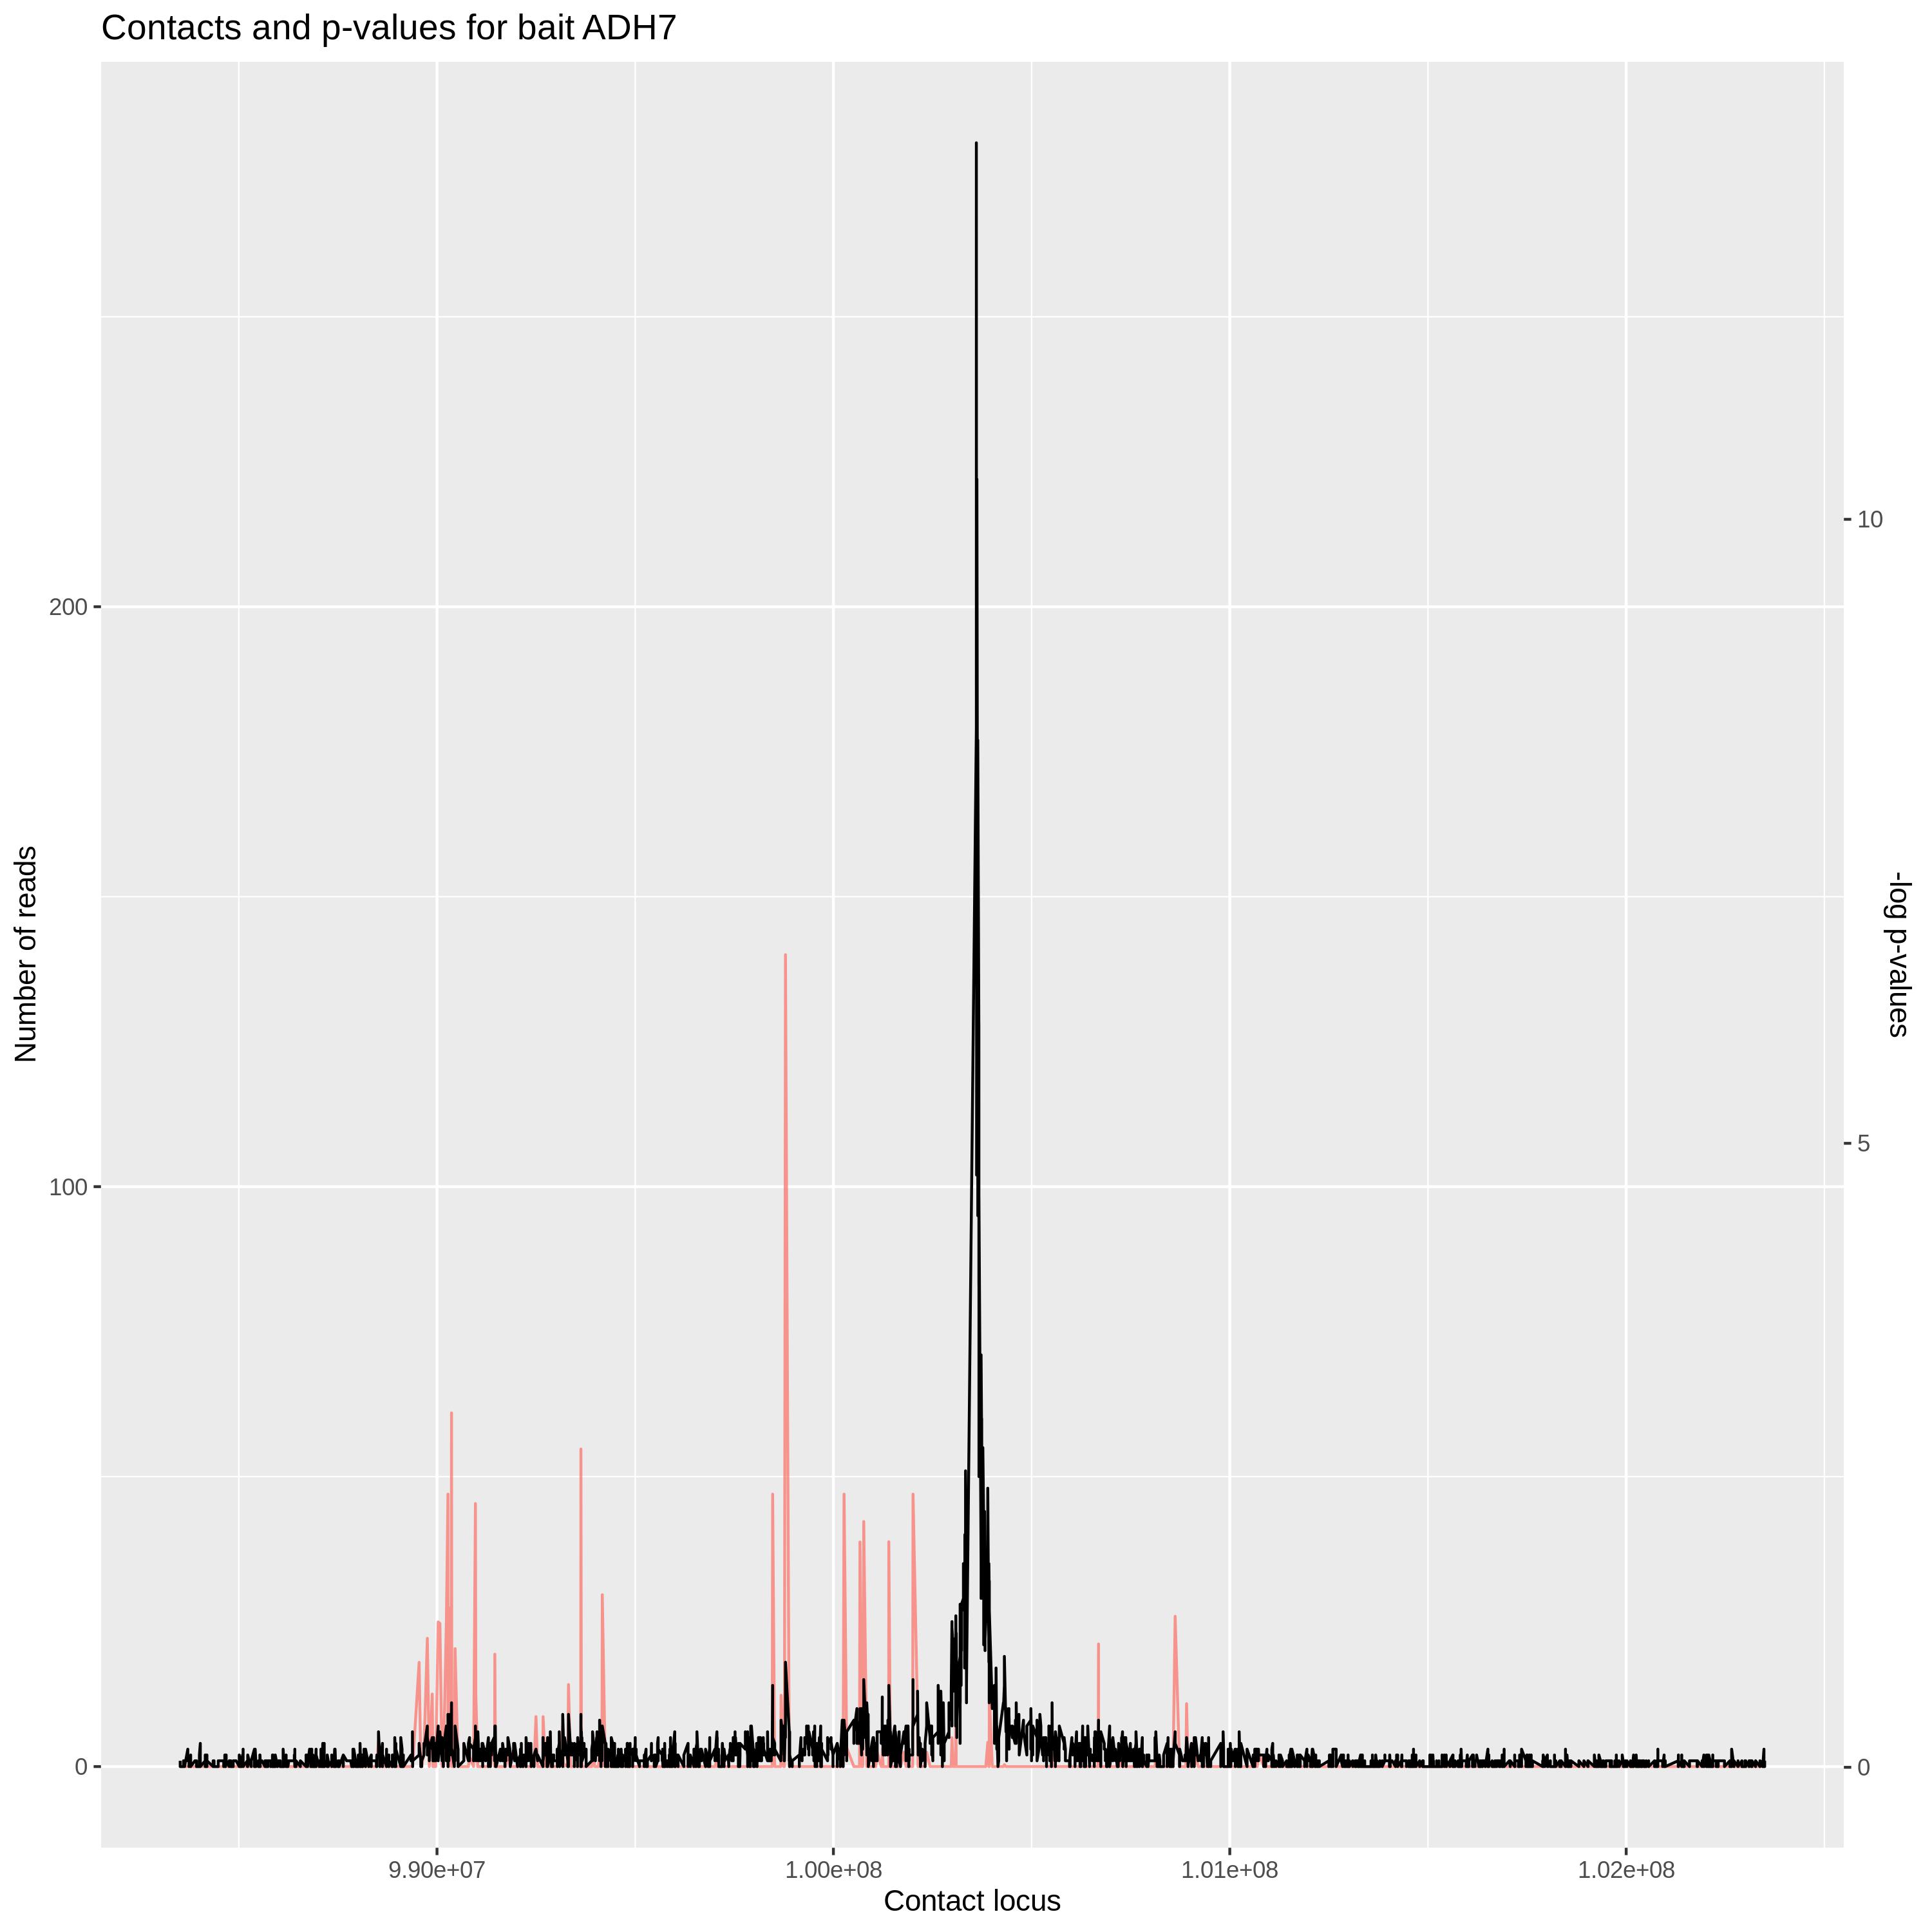 Contacts and p-values for bait ADH7
Number of reads
200
100
0
10
5
0
-log p-values
9.90e+07
1.00e+08
1.01e+08
1.02e+08
Contact locus